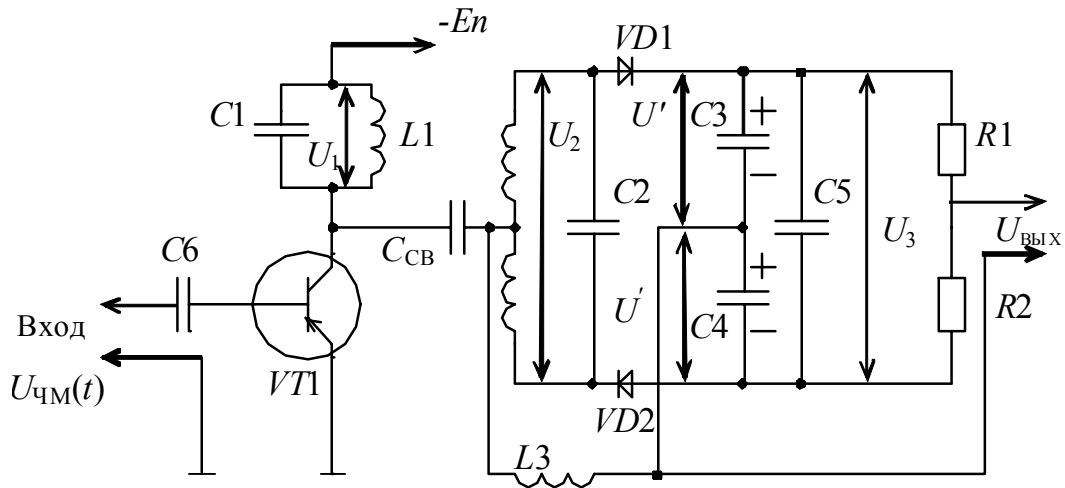 -Eп
VD1
C1
U₁
L1
U₂
U′
C3
+
−
R1
C2
C5
U₃
C6
CСВ
UВЫХ
Вход
UЧМ(t)
VT1
U′
C4
+
−
R2
VD2
L3